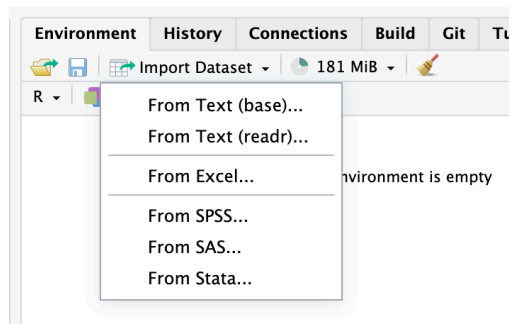 Environment History Connections Build Git Tu
Import Dataset 181 MiB
R
From Text (base)...
From Text (readr)...
From Excel...
nvironment is empty
From SPSS...
From SAS...
From Stata...